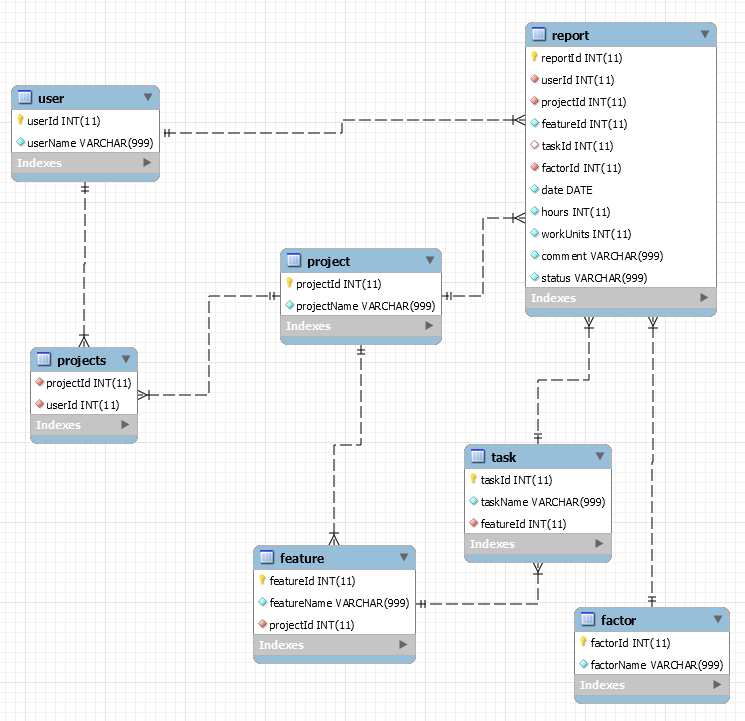 report
reportId INT(11)
userId INT(11)
projectId INT(11)
featureId INT(11)
taskId INT(11)
factorId INT(11)
date DATE
hours INT(11)
workUnits INT(11)
comment VARCHAR(999)
status VARCHAR(999)
Indexes
user
userId INT(11)
userName VARCHAR(999)
Indexes
project
projectId INT(11)
projectName VARCHAR(999)
Indexes
projects
projectId INT(11)
userId INT(11)
Indexes
task
taskId INT(11)
taskName VARCHAR(999)
featureId INT(11)
Indexes
feature
featureId INT(11)
featureName VARCHAR(999)
projectId INT(11)
Indexes
factor
factorId INT(11)
factorName VARCHAR(999)
Indexes